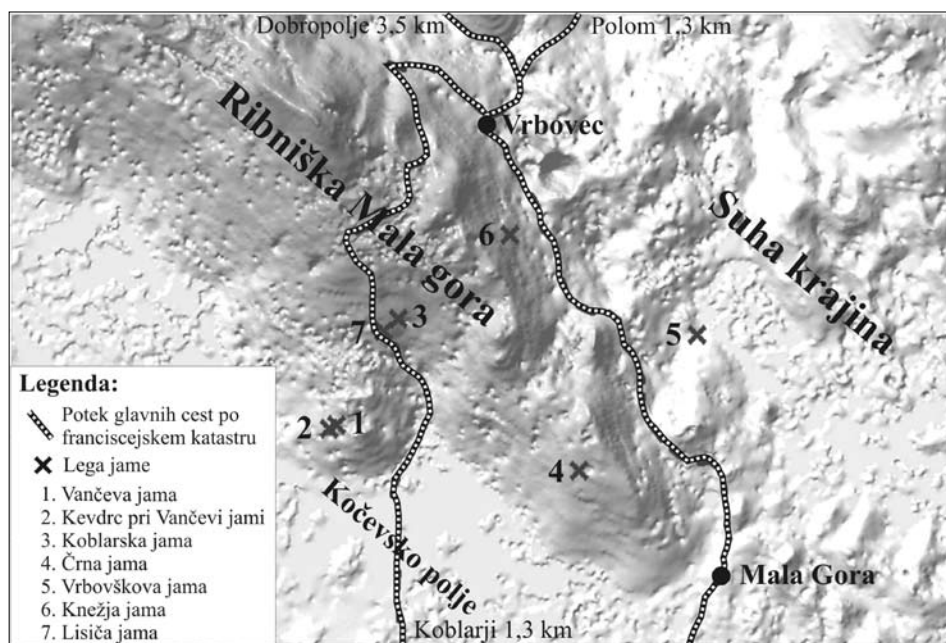 Dobropolje 3,5 km
Polom 1,3 km
Vrbovec
Ribniška Mala gora
Suha krajina
6
3
7
5
2
1
4
Kočevsko polje
Mala Gora
Koblarji 1,3 km
Legenda:
Potek glavnih cest po
franciscejskem katastru
Lega jame
1. Vančeva jama
2. Kevdrc pri Vančevi jami
3. Koblarska jama
4. Črna jama
5. Vrbovškova jama
6. Knežja jama
7. Lisiča jama